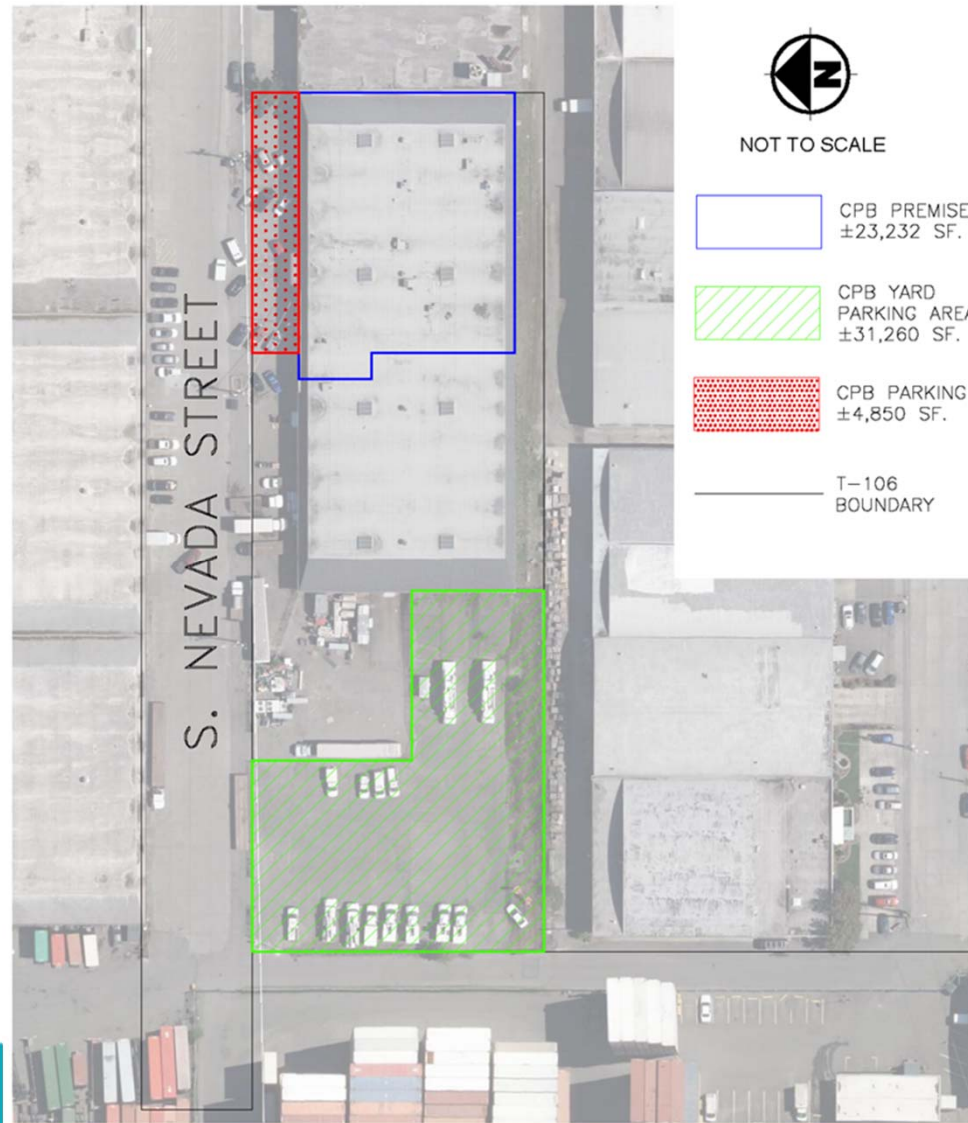 N
NOT TO SCALE
CPB PREMISE
±23,232 SF.
CPB YARD
PARKING AREA
±31,260 SF.
CPB PARKING
±4,850 SF.
T-106
BOUNDARY
S. NEVADA STREET